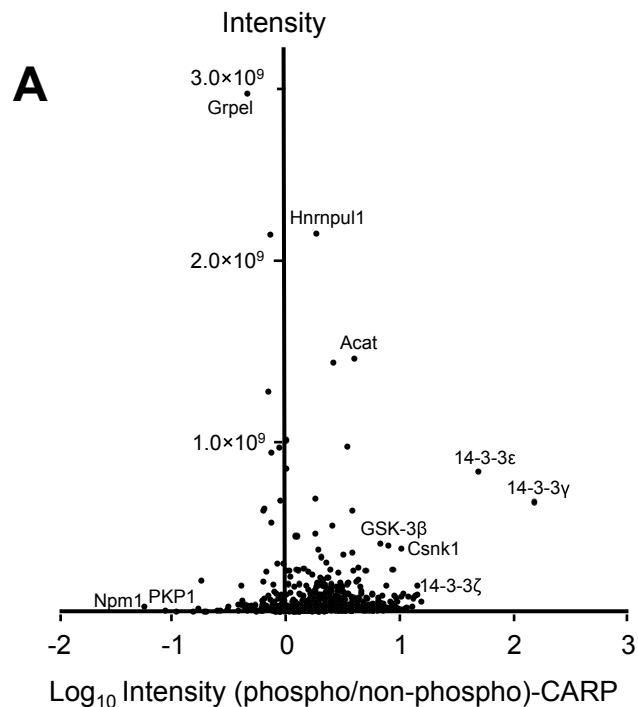 A
Intensity
3.0×10⁹
Grpel
Hnrnpul1
2.0×10⁹
Acat
1.0×10⁹
14-3-3ε
14-3-3γ
GSK-3β
Csnk1
14-3-3ζ
Npm1 PKP1
-2 -1 0 1 2 3
Log₁₀ Intensity (phospho/non-phospho)-CARP